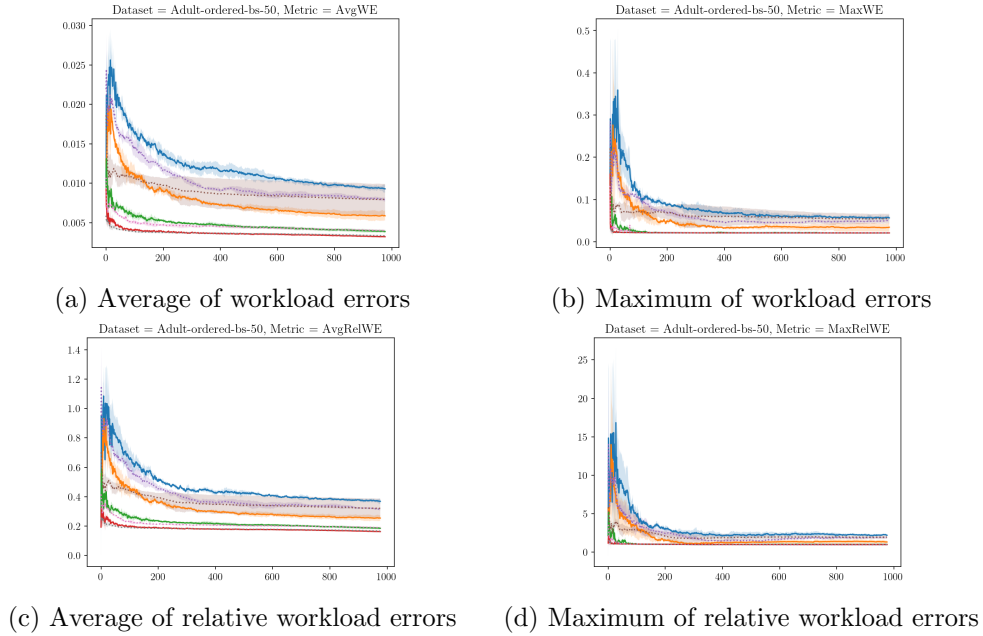 Dataset = Adult-ordered-bs-50, Metric = AvgWE
0.030
0.025
0.020
0.015
0.010
0.005
0 200 400 600 800 1000
(a) Average of workload errors
Dataset = Adult-ordered-bs-50, Metric = MaxWE
0.5
0.4
0.3
0.2
0.1
0.0
0 200 400 600 800 1000
(b) Maximum of workload errors
Dataset = Adult-ordered-bs-50, Metric = AvgRelWE
1.4
1.2
1.0
0.8
0.6
0.4
0.2
0.0
0 200 400 600 800 1000
(c) Average of relative workload errors
Dataset = Adult-ordered-bs-50, Metric = MaxRelWE
25
20
15
10
5
0
0 200 400 600 800 1000
(d) Maximum of relative workload errors